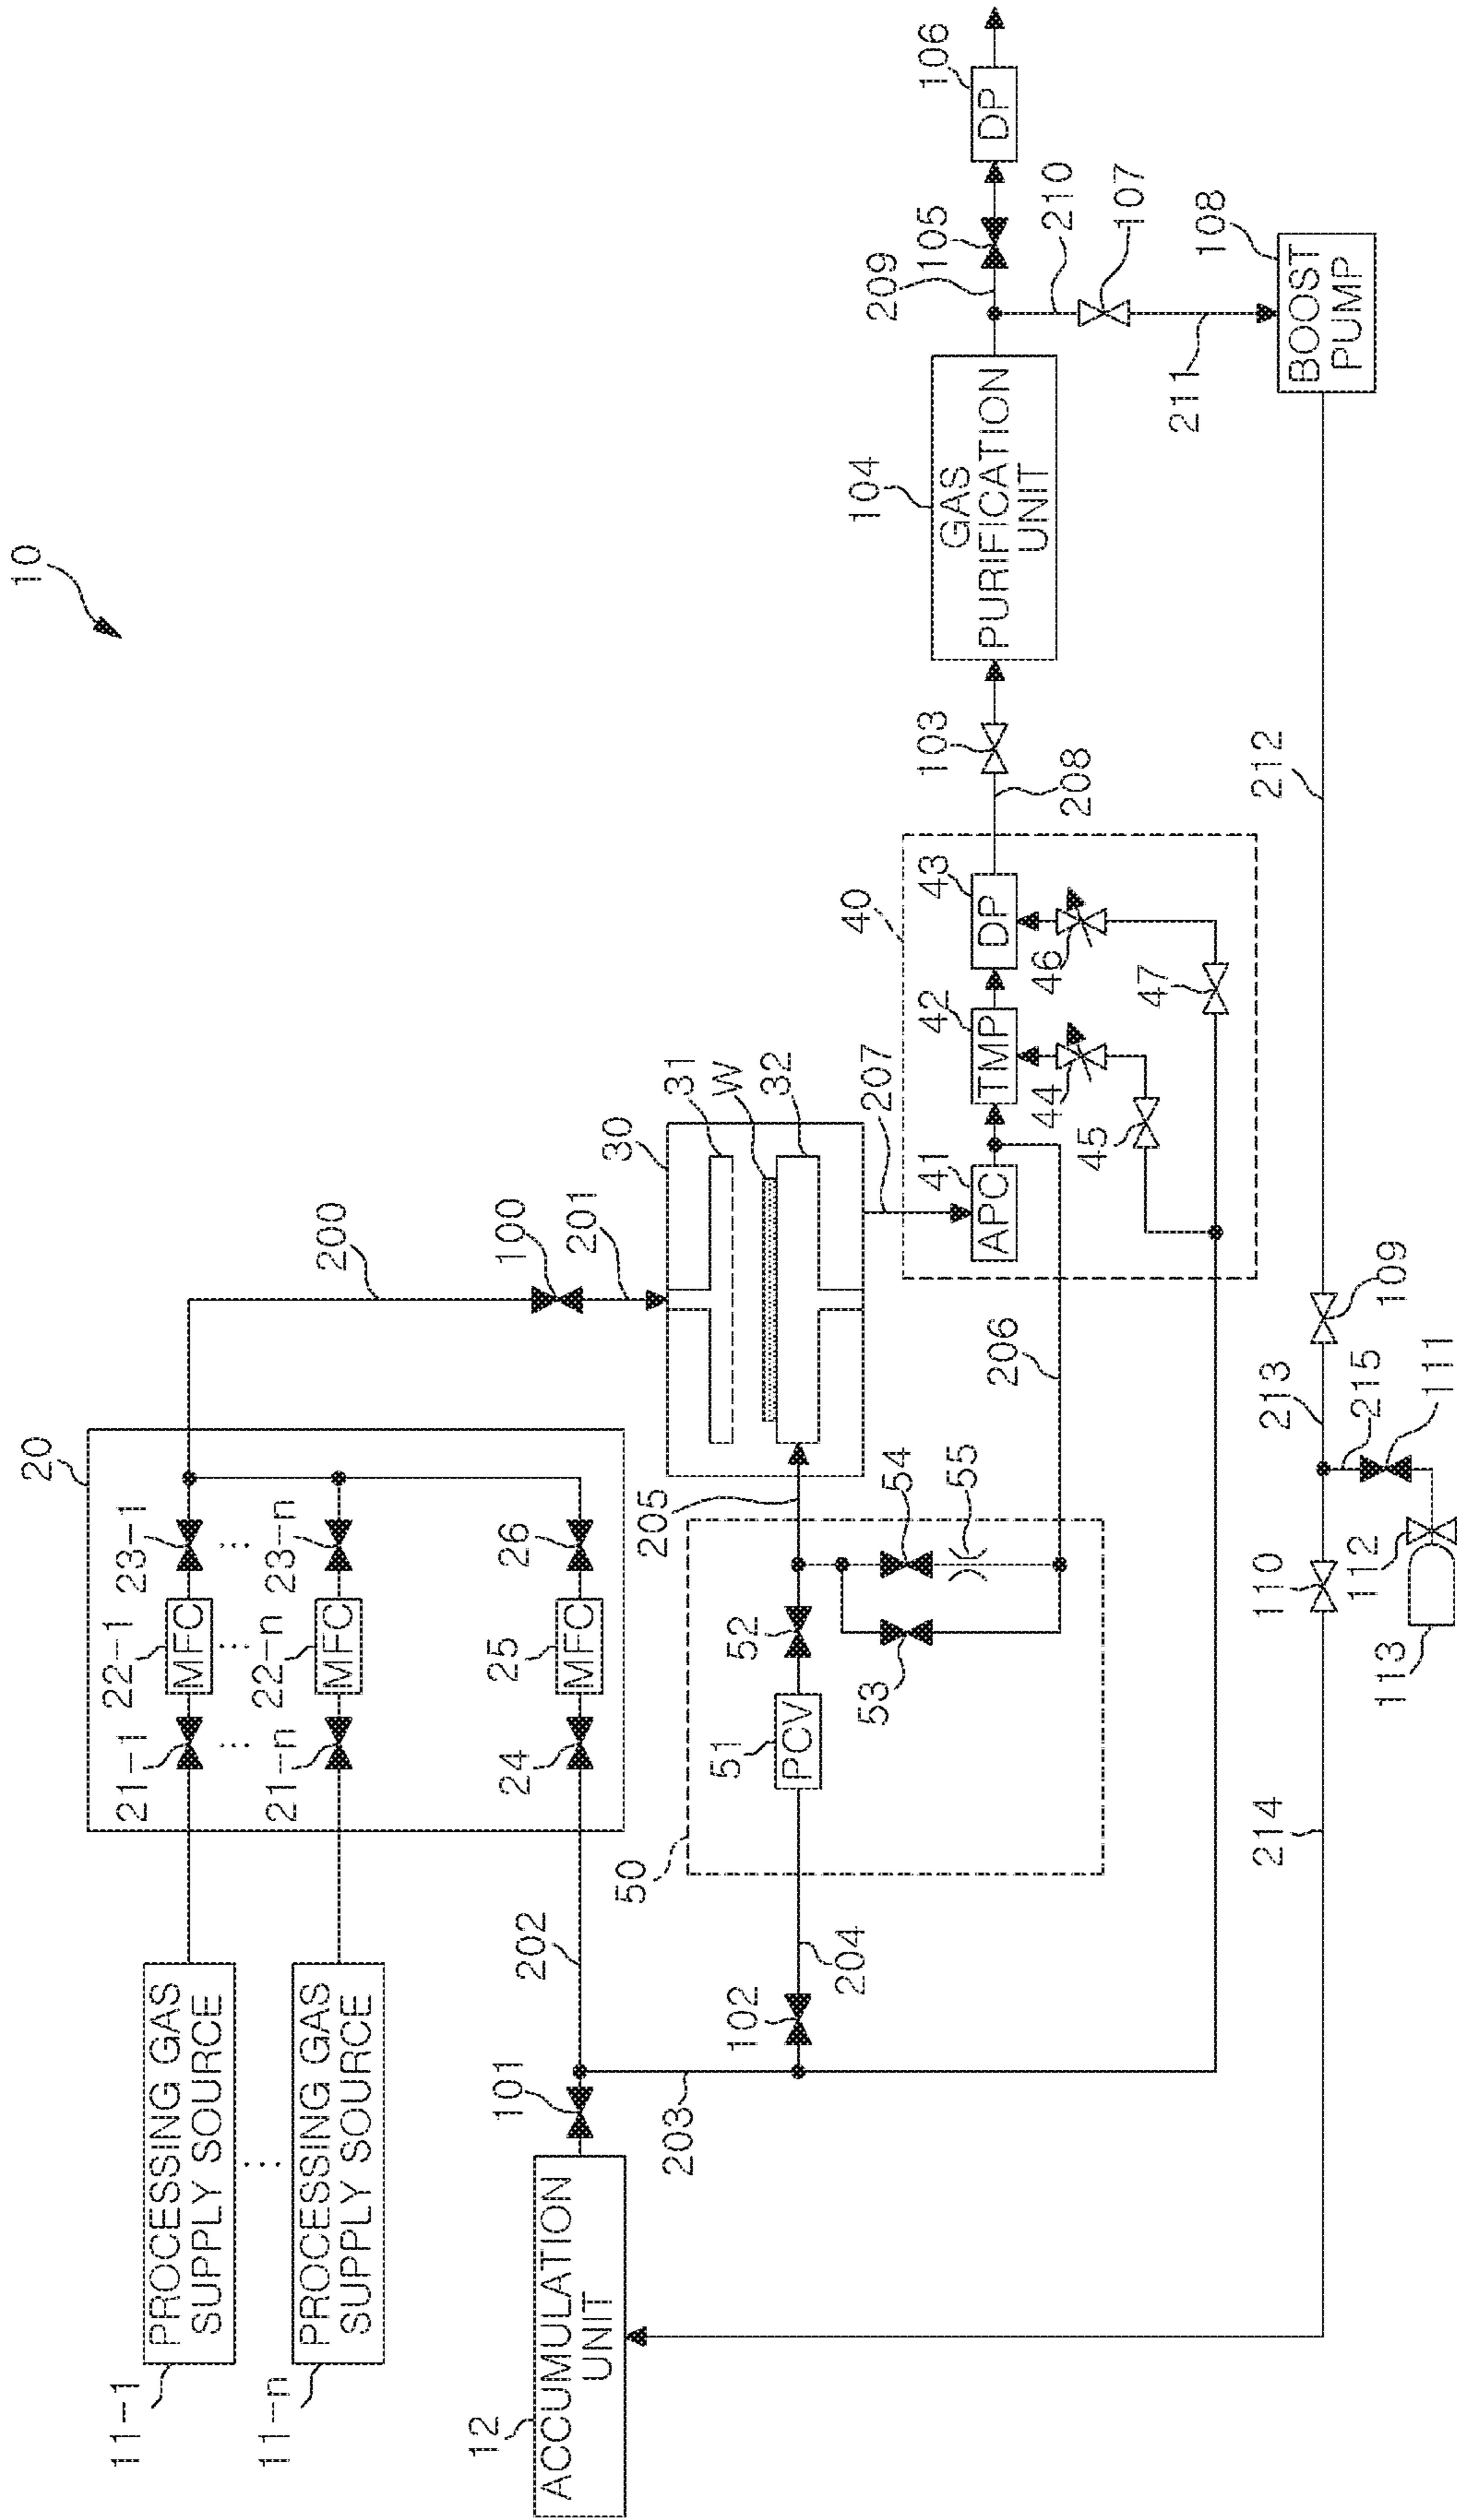 10
PROCESSING GAS
SUPPLY SOURCE
11-1
PROCESSING GAS
SUPPLY SOURCE
11-n
ACCUMULATION
UNIT
12
20
21-1
22-1
MFC
23-1
21-n
22-n
MFC
23-n
24
25
MFC
26
200
100
201
101
202
203
102
204
50
51
PCV
52
53
54
55
205
206
30
31
W
32
207
40
41
APC
42
TMP
43
DP
44
45
46
47
208
103
104
GAS
PURIFICATION
UNIT
209
105
106
DP
210
107
211
108
BOOST
PUMP
212
109
213
215
111
110
112
113
214